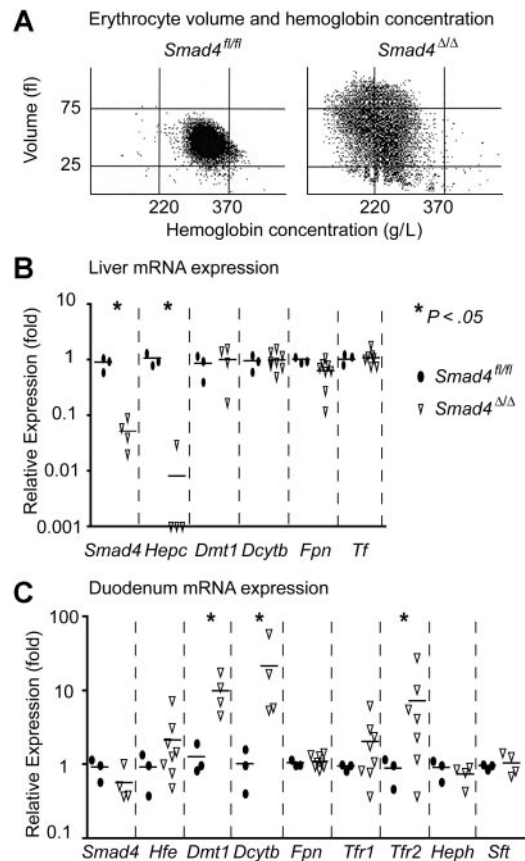 A Erythrocyte volume and hemoglobin concentration
Smad4fl/fl Smad4Δ/Δ
Volume (fl)
75
25
220 370 220 370
Hemoglobin concentration (g/L)
B Liver mRNA expression
Relative Expression (fold)
10
1
0.1
0.01
0.001
* *
* P < .05
Smad4fl/fl
Smad4Δ/Δ
Smad4 Hepc Dmt1 Dcytb Fpn Tf
C Duodenum mRNA expression
Relative Expression (fold)
100
10
1
0.1
* * *
Smad4 Hfe Dmt1 Dcytb Fpn Tfr1 Tfr2 Heph Sft